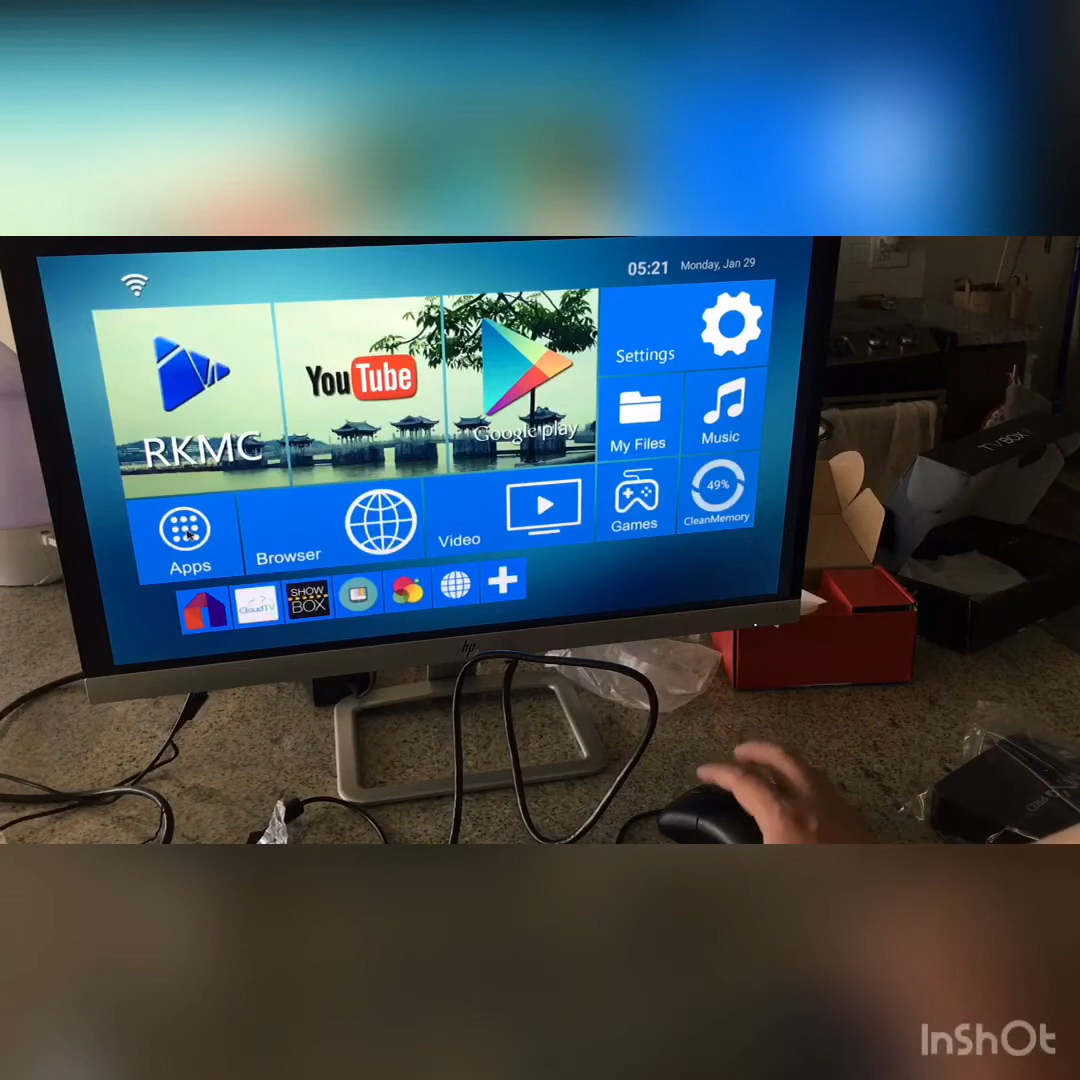 05:21 Monday, Jan 29
RKMC
YouTube
Google play
Settings
My Files
Music
Games
49%
CleanMemory
Apps
Browser
Video
CloudTV
SHOW
BOX
hp
TV BOX
InShOt